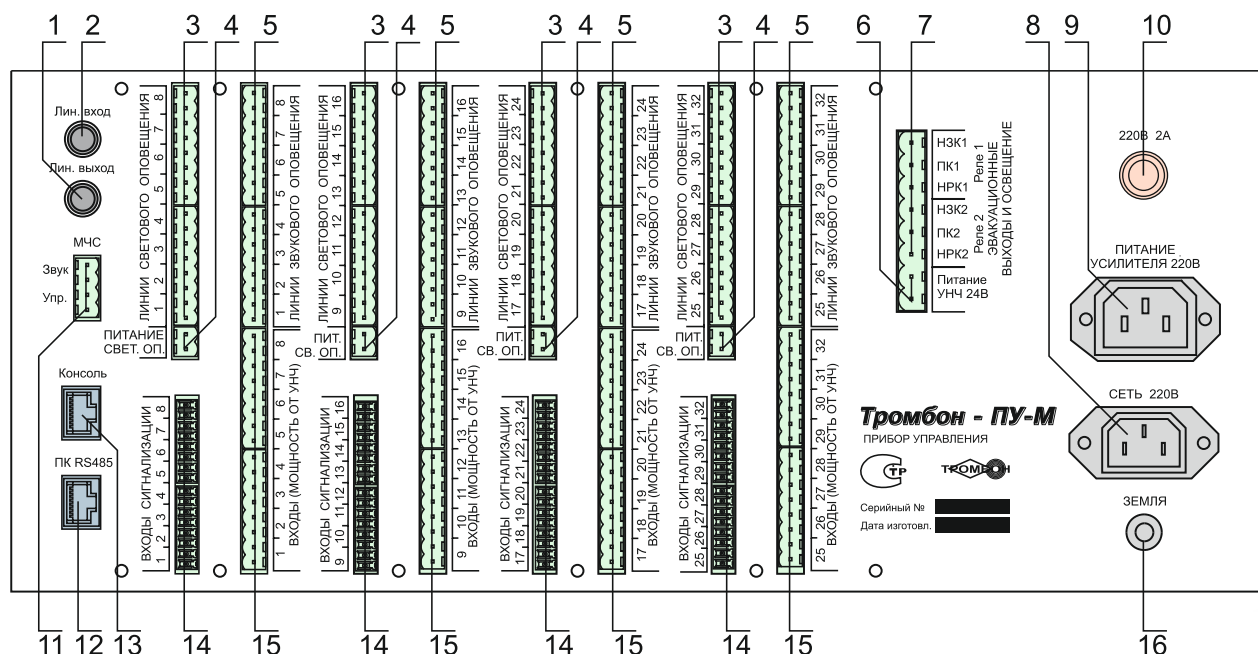 1 2 3 4 5 3 4 5 3 4 5 3 4 5 6 7 8 9 10
Лин. вход
Лин. выход
МЧС
Звук
Упр.
ПИТАНИЕ
СВЕТ. ОП.
Консоль
ПК RS485
ЛИНИИ СВЕТОВОГО ОПОВЕЩЕНИЯ
8
7
6
5
4
3
2
1
ВХОДЫ СИГНАЛИЗАЦИИ
8
7
6
5
4
3
2
1
ЛИНИИ ЗВУКОВОГО ОПОВЕЩЕНИЯ
8
7
6
5
4
3
2
1
ВХОДЫ (МОЩНОСТЬ ОТ УНЧ)
8
7
6
5
4
3
2
1
ЛИНИИ СВЕТОВОГО ОПОВЕЩЕНИЯ
16
15
14
13
12
11
10
9
ПИТ.
СВ. ОП.
ВХОДЫ СИГНАЛИЗАЦИИ
16
15
14
13
12
11
10
9
ЛИНИИ ЗВУКОВОГО ОПОВЕЩЕНИЯ
16
15
14
13
12
11
10
9
ВХОДЫ (МОЩНОСТЬ ОТ УНЧ)
16
15
14
13
12
11
10
9
ЛИНИИ СВЕТОВОГО ОПОВЕЩЕНИЯ
24
23
22
21
20
19
18
17
ПИТ.
СВ. ОП.
ВХОДЫ СИГНАЛИЗАЦИИ
24
23
22
21
20
19
18
17
ЛИНИИ ЗВУКОВОГО ОПОВЕЩЕНИЯ
24
23
22
21
20
19
18
17
ВХОДЫ (МОЩНОСТЬ ОТ УНЧ)
24
23
22
21
20
19
18
17
ЛИНИИ СВЕТОВОГО ОПОВЕЩЕНИЯ
32
31
30
29
28
27
26
25
ПИТ.
СВ. ОП.
ВХОДЫ СИГНАЛИЗАЦИИ
32
31
30
29
28
27
26
25
ЛИНИИ ЗВУКОВОГО ОПОВЕЩЕНИЯ
32
31
30
29
28
27
26
25
ВХОДЫ (МОЩНОСТЬ ОТ УНЧ)
32
31
30
29
28
27
26
25
НЗК1
ПК1
НРК1
НЗК2
ПК2
НРК2
Питание
УНЧ 24В
Реле 1
Реле 2
ЭВАКУАЦИОННЫЕ
ВЫХОДЫ И ОСВЕЩЕНИЕ
220В 2А
ПИТАНИЕ
УСИЛИТЕЛЯ 220В
СЕТЬ 220В
ЗЕМЛЯ
Тромбон - ПУ-М
ПРИБОР УПРАВЛЕНИЯ
СТР ТРОМБОН
Серийный №
Дата изготовл.
11 12 13 14 15 14 15 14 15 14 15 16